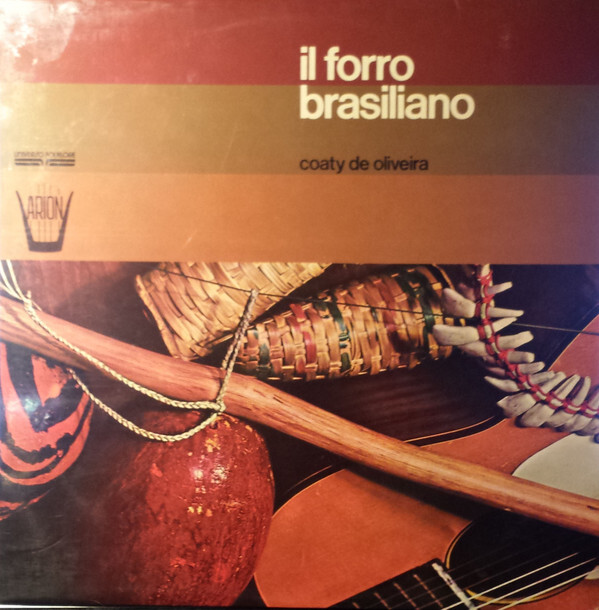 il forro
brasiliano
coaty de oliveira
ARION